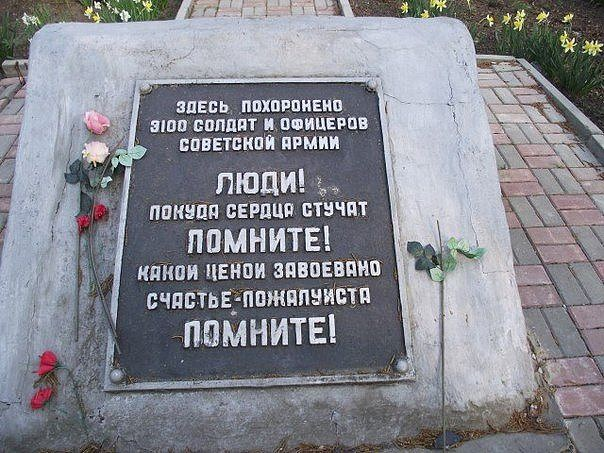 ЗДЕСЬ ПОХОРОНЕНО
3100 СОЛДАТ И ОФИЦЕРОВ
СОВЕТСКОЙ АРМИИ
ЛЮДИ!
ПОКУДА СЕРДЦА СТУЧАТ
ПОМНИТЕ!
КАКОЙ ЦЕНОЙ ЗАВОЕВАНО
СЧАСТЬЕ-ПОЖАЛУЙСТА
ПОМНИТЕ!